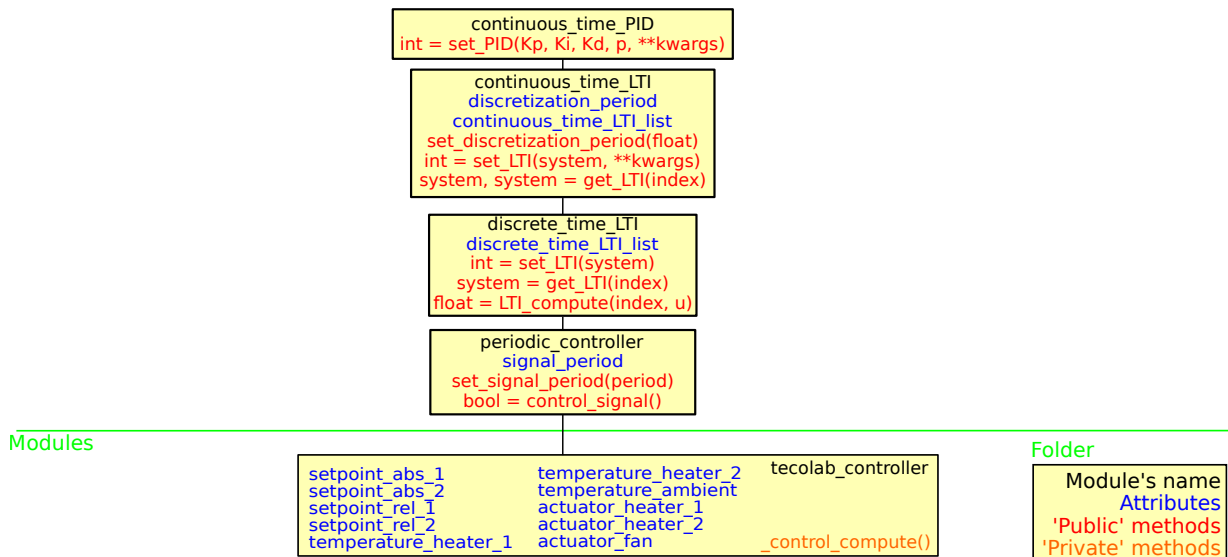 continuous_time_PID
int = set_PID(Kp, Ki, Kd, p, **kwargs)
continuous_time_LTI
discretization_period
continuous_time_LTI_list
set_discretization_period(float)
int = set_LTI(system, **kwargs)
system, system = get_LTI(index)
discrete_time_LTI
discrete_time_LTI_list
int = set_LTI(system)
system = get_LTI(index)
float = LTI_compute(index, u)
periodic_controller
signal_period
set_signal_period(period)
bool = control_signal()
Modules
Folder
setpoint_abs_1
setpoint_abs_2
setpoint_rel_1
setpoint_rel_2
temperature_heater_1
temperature_heater_2
temperature_ambient
actuator_heater_1
actuator_heater_2
actuator_fan
tecolab_controller
_control_compute()
Module's name
Attributes
'Public' methods
'Private' methods